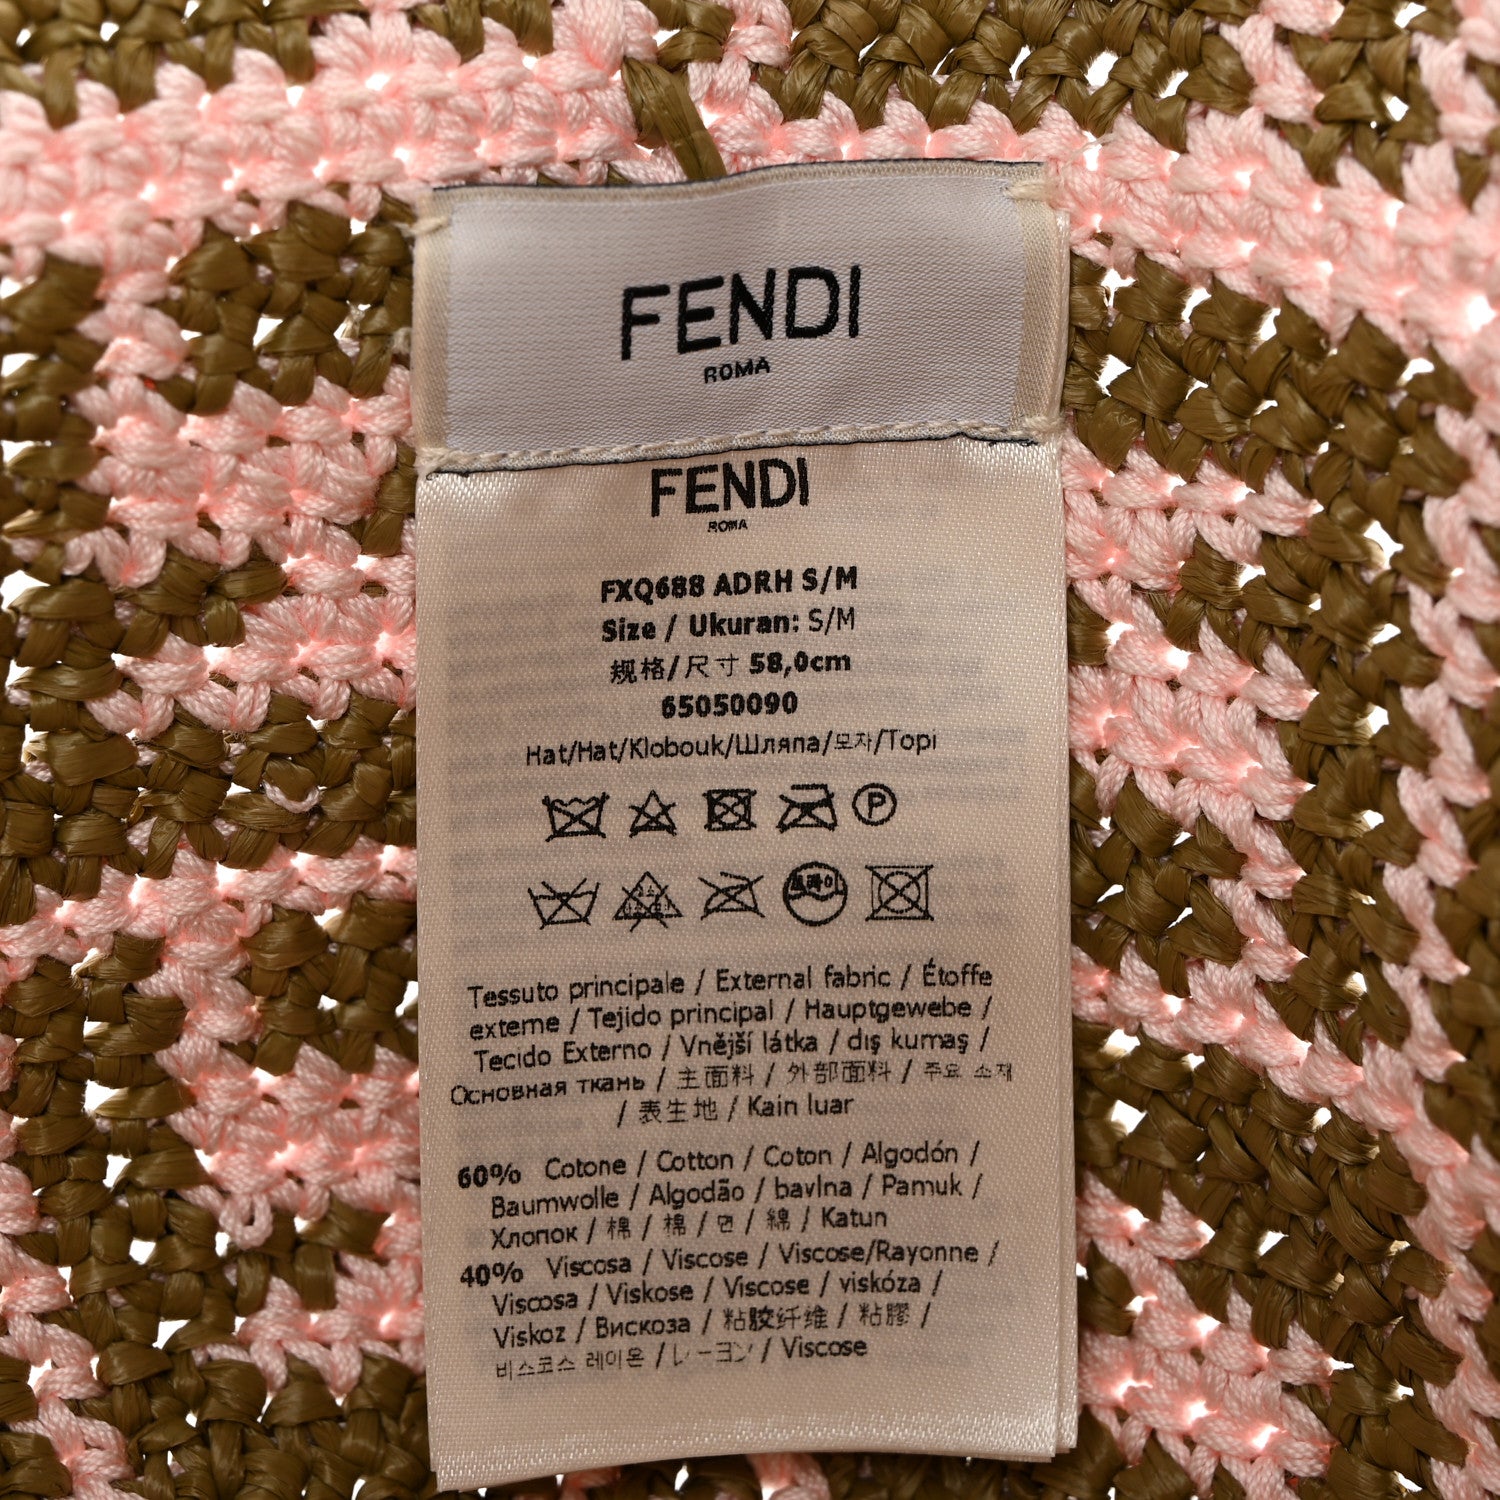 FENDI
ROMA
FENDI
ROMA
FXQ688 ADRH S/M
Size / Ukuran: S/M
规格/尺寸 58,0cm
65050090
Hat/Hat/Klobouk/Шляпа/모자/Topi
P
드라이
Tessuto principale / External fabric / Étoffe
externe / Tejido principal / Hauptgewebe /
Tecido Externo / Vnější látka / dış kumaş /
Основная ткань / 主面料 / 外部面料 / 주요 소재
/ 表生地 / Kain luar
60% Cotone / Cotton / Coton / Algodón /
Baumwolle / Algodão / bavlna / Pamuk /
Хлопок / 棉 / 棉 / 면 / 綿 / Katun
40% Viscosa / Viscose / Viscose/Rayonne /
Viscosa / Viskose / Viscose / viskóza /
Viskoz / Вискоза / 粘胶纤维 / 粘膠 /
비스코스 레이온 / レーヨン / Viscose